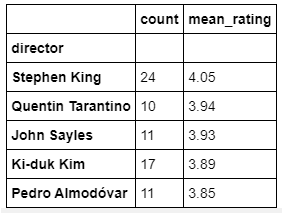 count mean_rating
director
Stephen King 24 4.05
Quentin Tarantino 10 3.94
John Sayles 11 3.93
Ki-duk Kim 17 3.89
Pedro Almodóvar 11 3.85